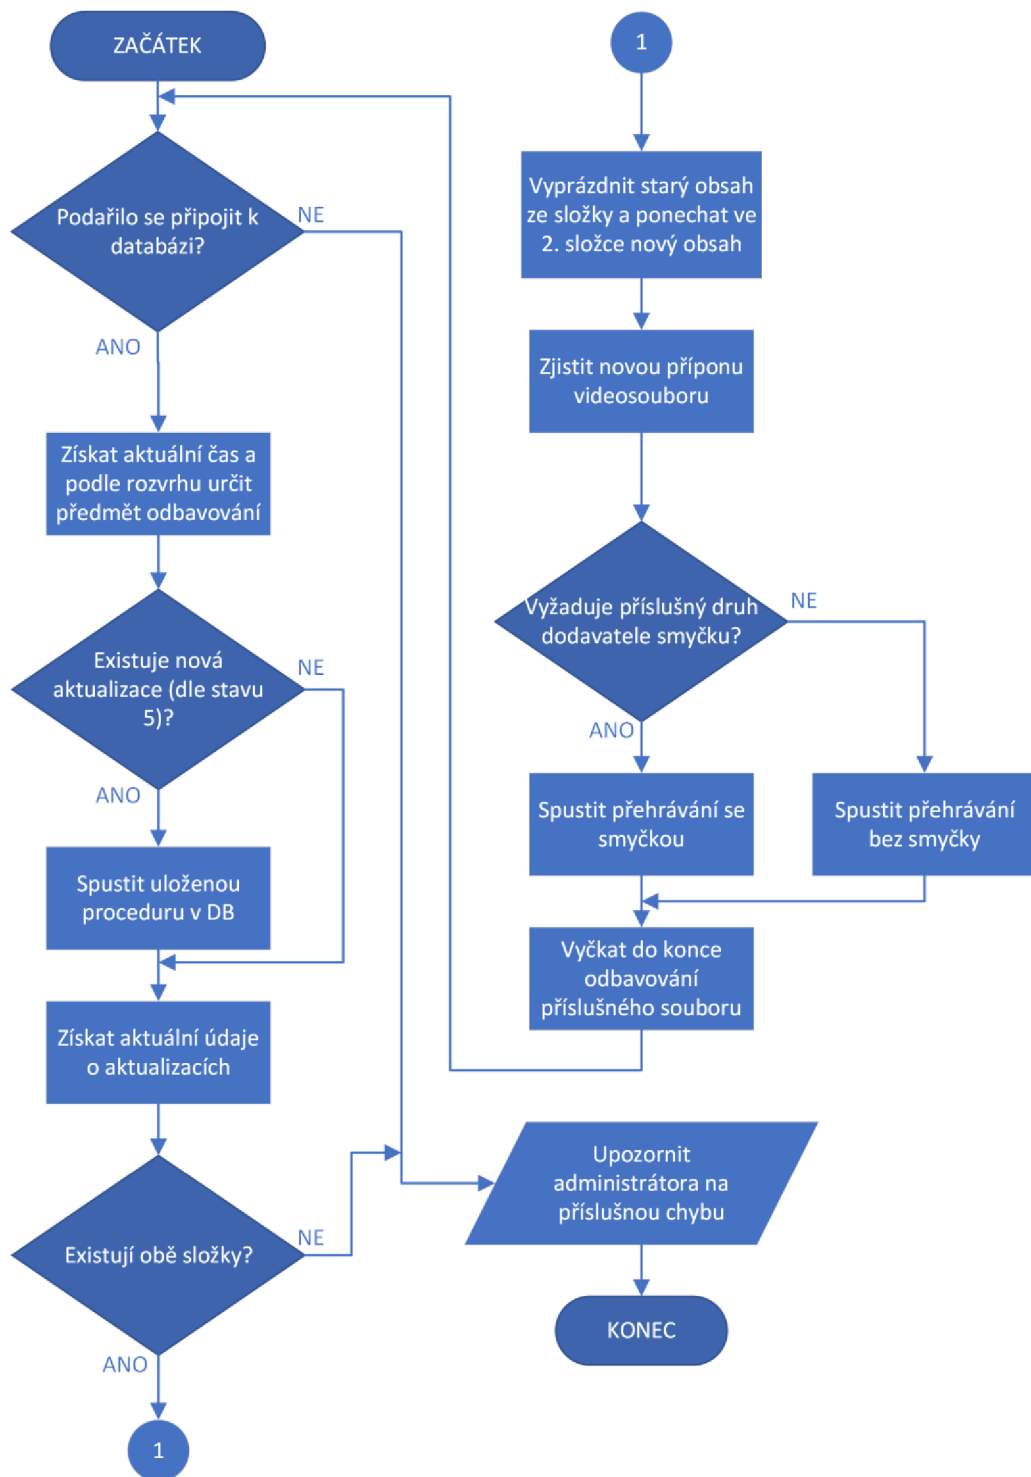 ZAČÁTEK
Podařilo se připojit k
databázi?
NE
ANO
Získat aktuální čas a
podle rozvrhu určit
předmět odbavování
Existuje nová
aktualizace (dle stavu
5)?
NE
ANO
Spustit uloženou
proceduru v DB
Získat aktuální údaje
o aktualizacích
Existují obě složky?
NE
ANO
1
1
Vyprázdnit starý obsah
ze složky a ponechat ve
2. složce nový obsah
Zjistit novou příponu
videosouboru
Vyžaduje příslušný druh
dodavatele smyčku?
NE
ANO
Spustit přehrávání se
smyčkou
Spustit přehrávání
bez smyčky
Vyčkat do konce
odbavování
příslušného souboru
Upozornit
administrátora na
příslušnou chybu
KONEC